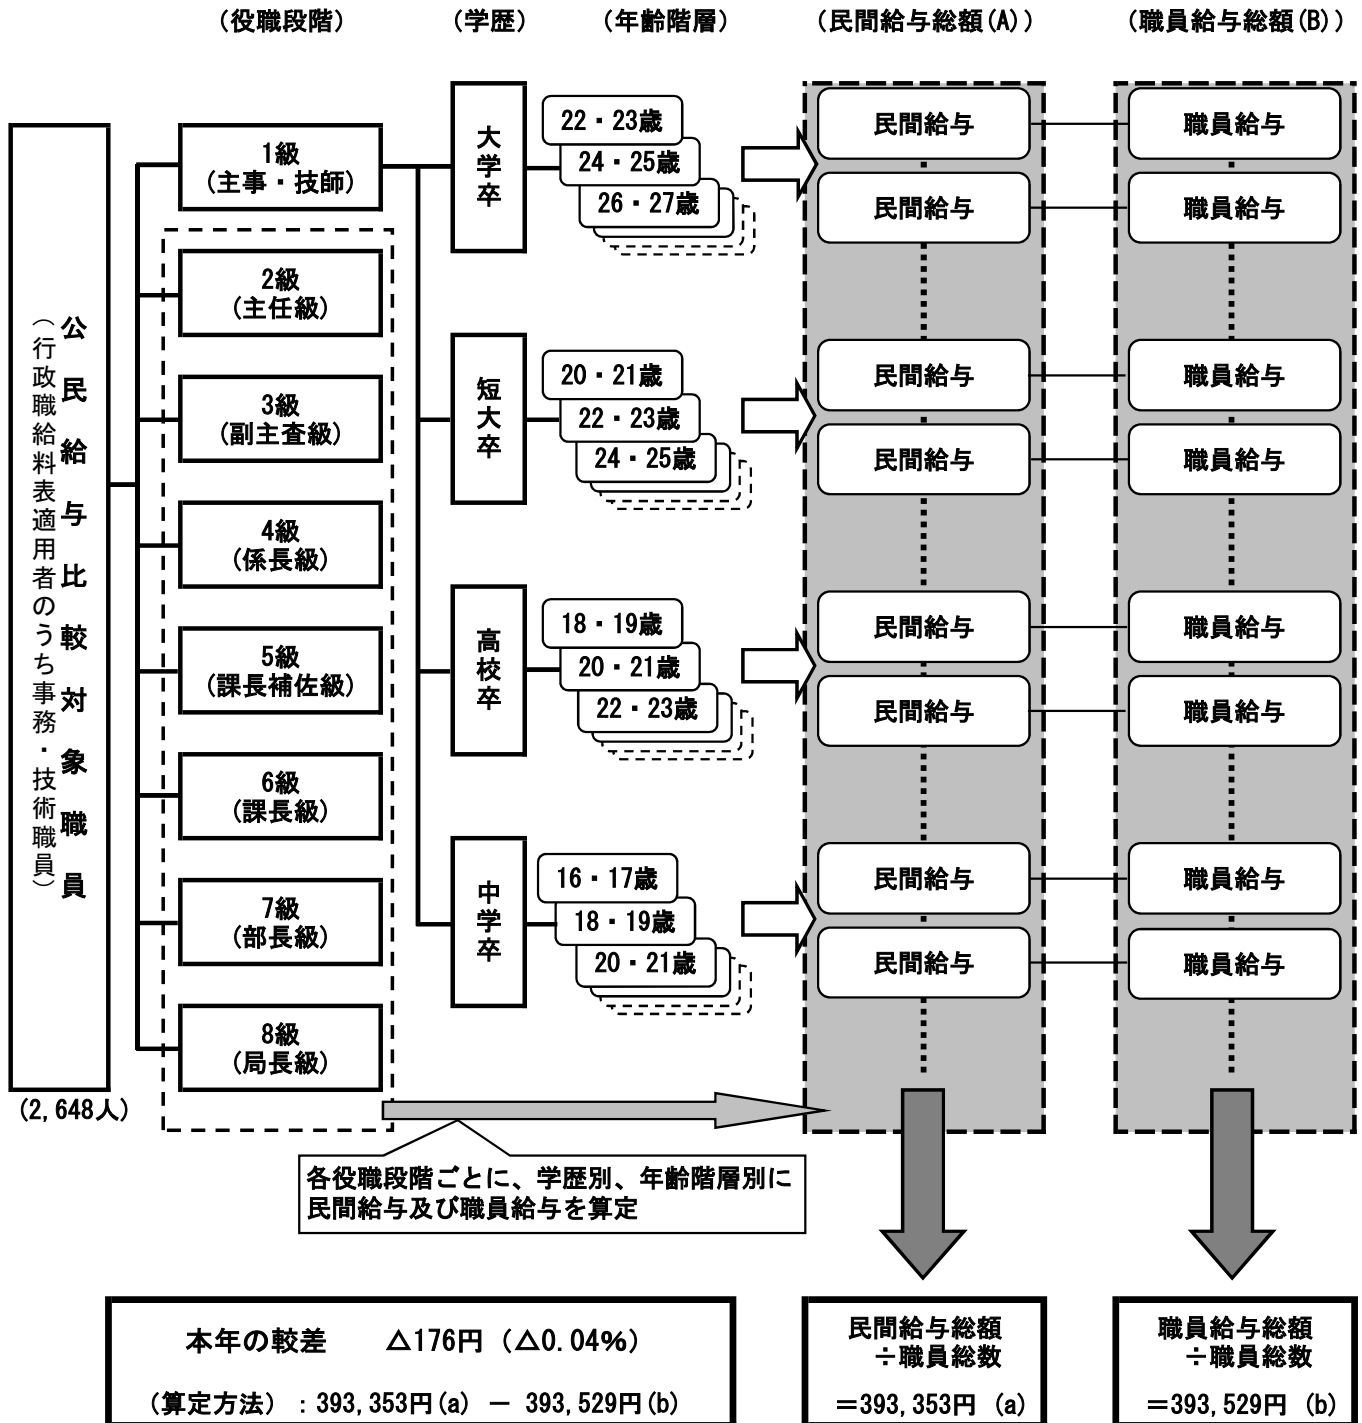 (役職段階)
(学歴)
(年齢階層)
(民間給与総額(A))
(職員給与総額(B))
公民給与比較対象職員
(行政職給料表適用者のうち事務・技術職員)
(2,648人)
1級
(主事・技師)
2級
(主任級)
3級
(副主査級)
4級
(係長級)
5級
(課長補佐級)
6級
(課長級)
7級
(部長級)
8級
(局長級)
大学卒
22・23歳
24・25歳
26・27歳
民間給与
職員給与
民間給与
職員給与
短大卒
20・21歳
22・23歳
24・25歳
民間給与
職員給与
民間給与
職員給与
高校卒
18・19歳
20・21歳
22・23歳
民間給与
職員給与
民間給与
職員給与
中学卒
16・17歳
18・19歳
20・21歳
民間給与
職員給与
民間給与
職員給与
各役職段階ごとに、学歴別、年齢階層別に
民間給与及び職員給与を算定
本年の較差 △176円(△0.04%)
(算定方法):393,353円(a) － 393,529円(b)
民間給与総額
÷職員総数
=393,353円 (a)
職員給与総額
÷職員総数
=393,529円 (b)